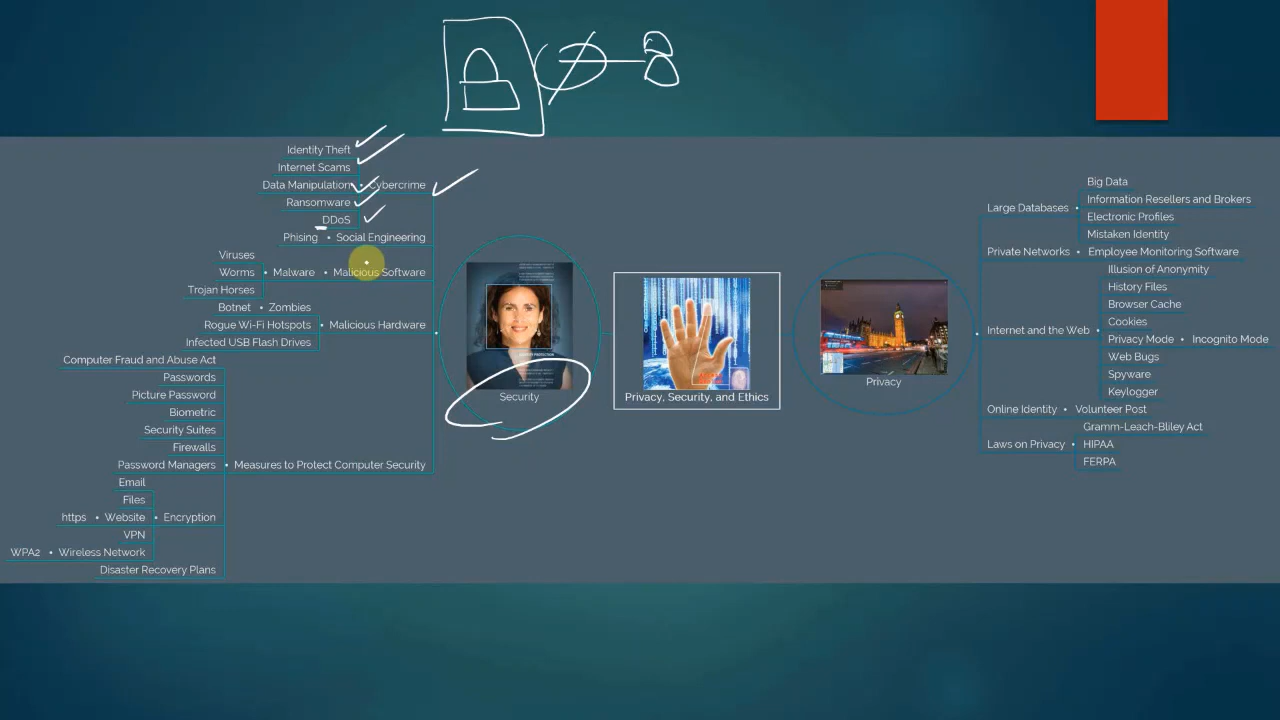 Identity Theft
Internet Scams
Data Manipulation • Cybercrime
Ransomware
DDoS
Phising • Social Engineering
Viruses
Worms • Malware • Malicious Software
Trojan Horses
Botnet • Zombies
Rogue Wi-Fi Hotspots • Malicious Hardware
Infected USB Flash Drives
Computer Fraud and Abuse Act
Passwords
Picture Password
Biometric
Security Suites
Firewalls
Password Managers • Measures to Protect Computer Security
Email
Files
https • Website • Encryption
VPN
WPA2 • Wireless Network
Disaster Recovery Plans
Security
Privacy, Security, and Ethics
Privacy
Big Data
Large Databases • Information Resellers and Brokers
Electronic Profiles
Mistaken Identity
Private Networks • Employee Monitoring Software
Illusion of Anonymity
History Files
Browser Cache
Cookies
Internet and the Web •
Privacy Mode • Incognito Mode
Web Bugs
Spyware
Keylogger
Online Identity • Volunteer Post
Gramm-Leach-Bliley Act
Laws on Privacy • HIPAA
FERPA